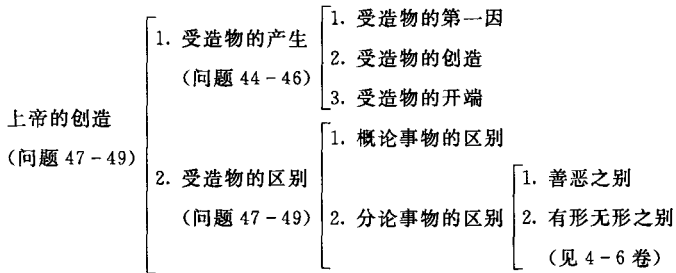 上帝的创造
(问题 47-49)
1. 受造物的产生
(问题 44-46)
1. 受造物的第一因
2. 受造物的创造
3. 受造物的开端
2. 受造物的区别
(问题 47-49)
1. 概论事物的区别
2. 分论事物的区别
1. 善恶之别
2. 有形无形之别
(见 4-6 卷)